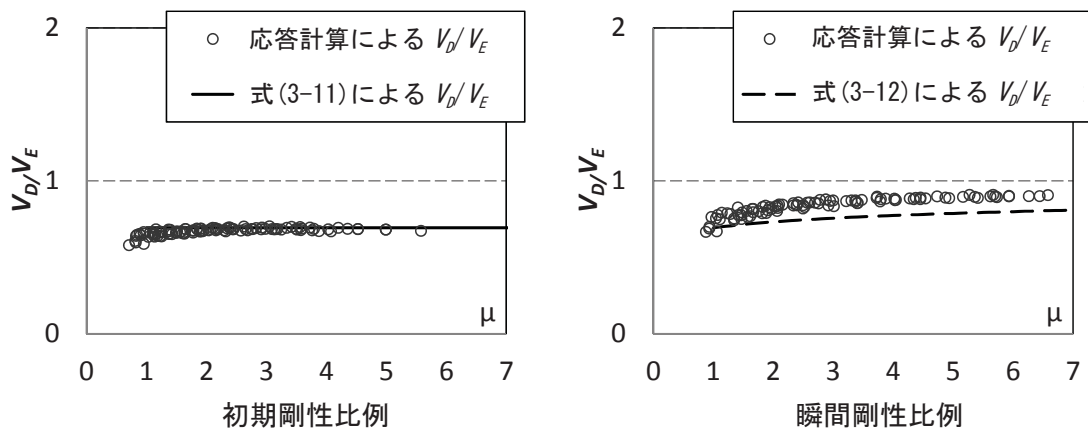 2
応答計算による V_D/V_E
式(3-11)による V_D/V_E
V_D/V_E
1
0
μ
0 1 2 3 4 5 6 7
初期剛性比例
2
応答計算による V_D/V_E
式(3-12)による V_D/V_E
V_D/V_E
1
0
μ
0 1 2 3 4 5 6 7
瞬間剛性比例